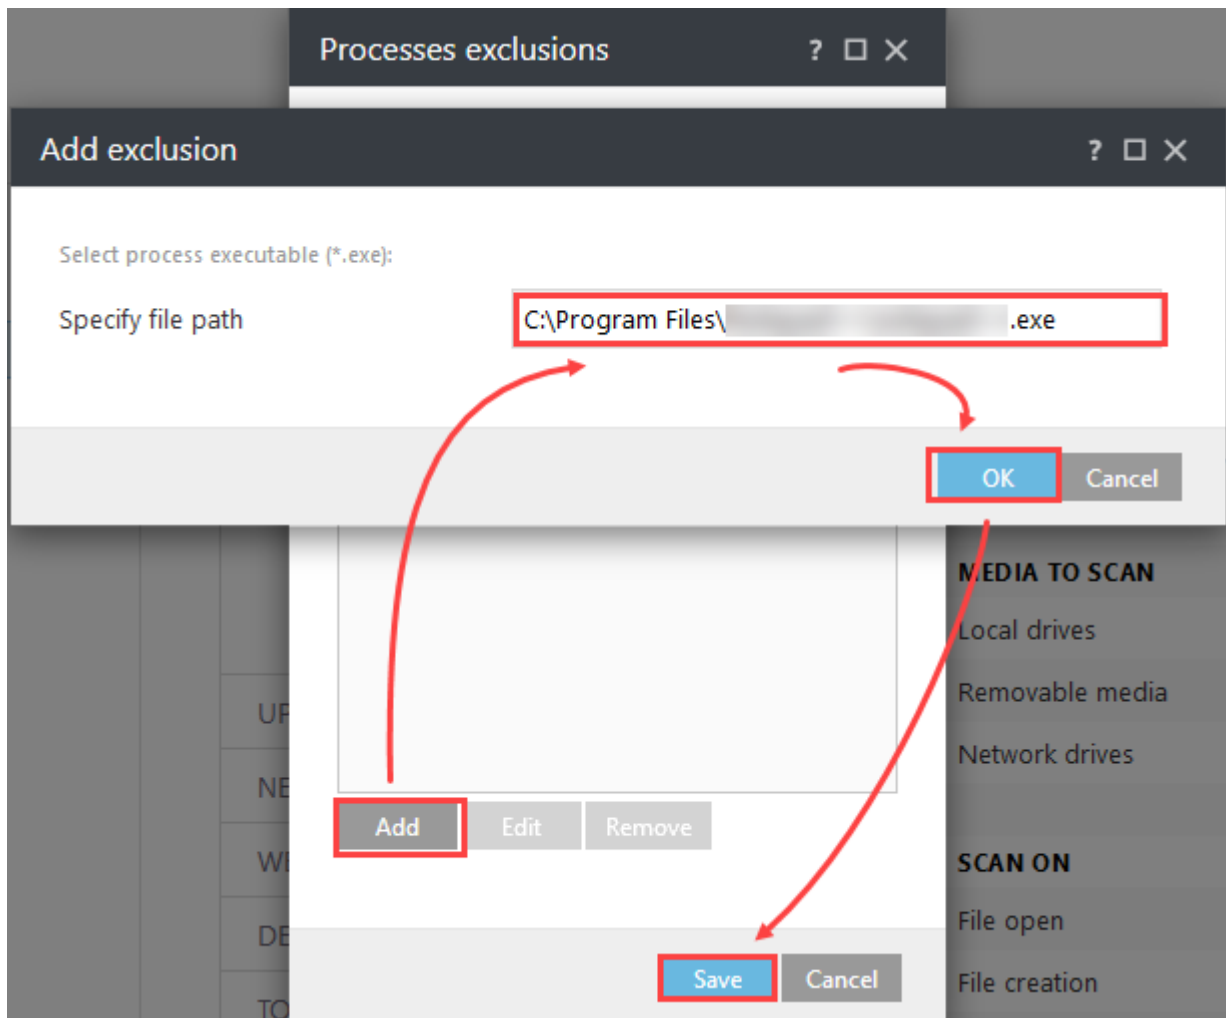 Processes exclusions ?
Add exclusion ?
Select process executable (*.exe):
Specify file path C:\Program Files\ .exe
OK Cancel
MEDIA TO SCAN
Local drives
Removable media
Network drives
Add Edit Remove
SCAN ON
File open
File creation
Save Cancel